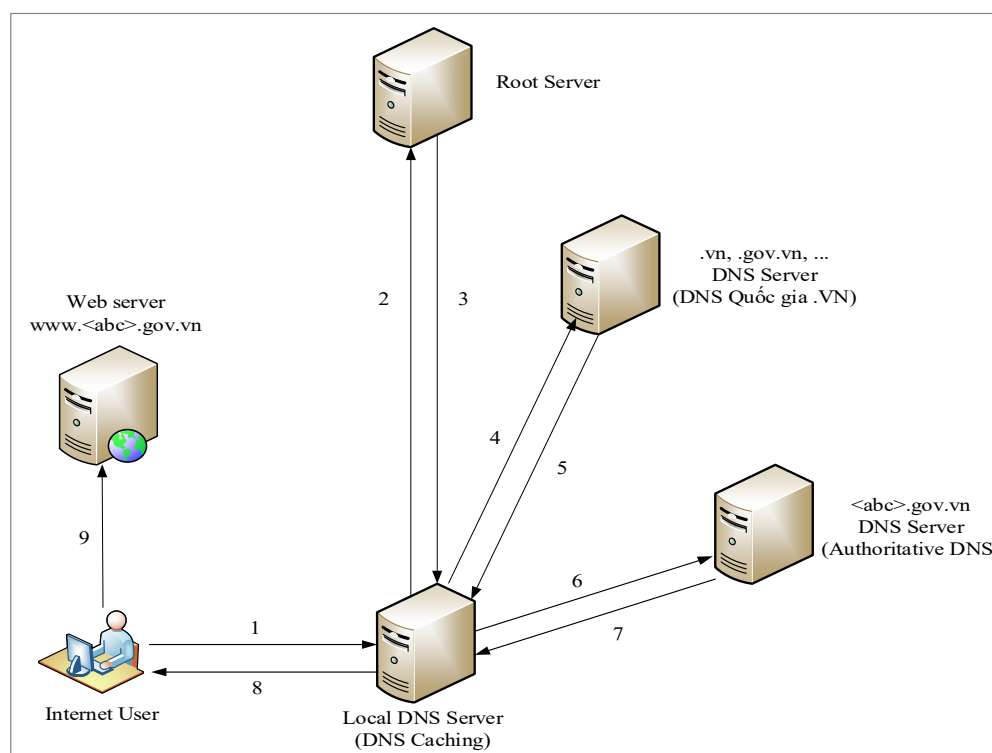 Root Server
.vn, .gov.vn, ...
DNS Server
(DNS Quốc gia .VN)
Web server
www.<abc>.gov.vn
2
3
4
5
<abc>.gov.vn
DNS Server
(Authoritative DNS
9
6
7
1
8
Internet User
Local DNS Server
(DNS Caching)